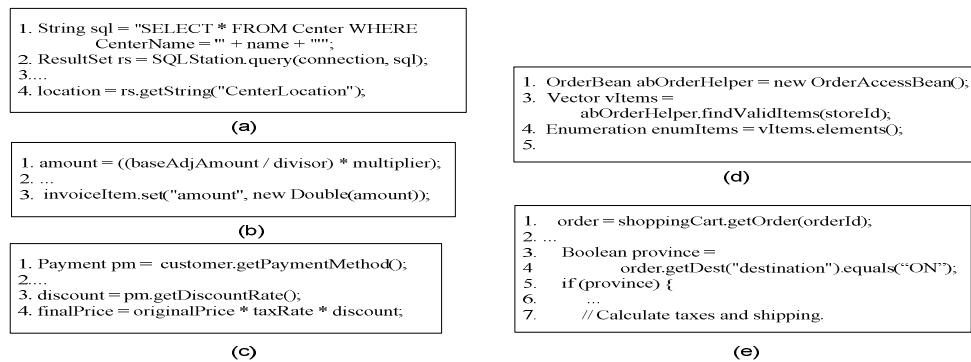 1. String sql = "SELECT * FROM Center WHERE
CenterName = '" + name + "'";
2. ResultSet rs = SQLStation.query(connection, sql);
3....
4. location = rs.getString("CenterLocation");
(a)
1. amount = ((baseAdjAmount / divisor) * multiplier);
2. ...
3. invoiceItem.set("amount", new Double(amount));
(b)
1. Payment pm = customer.getPaymentMethod();
2....
3. discount = pm.getDiscountRate();
4. finalPrice = originalPrice * taxRate * discount;
(c)
1. OrderBean abOrderHelper = new OrderAccessBean();
3. Vector vItems =
abOrderHelper.findValidItems(storeId);
4. Enumeration enumItems = vItems.elements();
5.
(d)
1. order = shoppingCart.getOrder(orderId);
2. ...
3. Boolean province =
4 order.getDest("destination").equals(“ON”);
5. if (province) {
6. ...
7. // Calculate taxes and shipping.
(e)